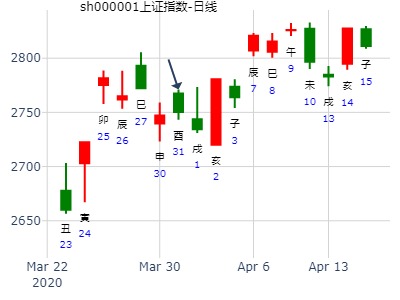 sh000001上证指数-日线
2800
2750
2700
2650
丑
23
寅
24
卯
25
辰
26
巳
27
申
30
酉
31
戌
1
亥
2
子
3
辰
7
巳
8
午
9
未
10
戌
13
亥
14
子
15
Mar 22
2020
Mar 30
Apr 6
Apr 13